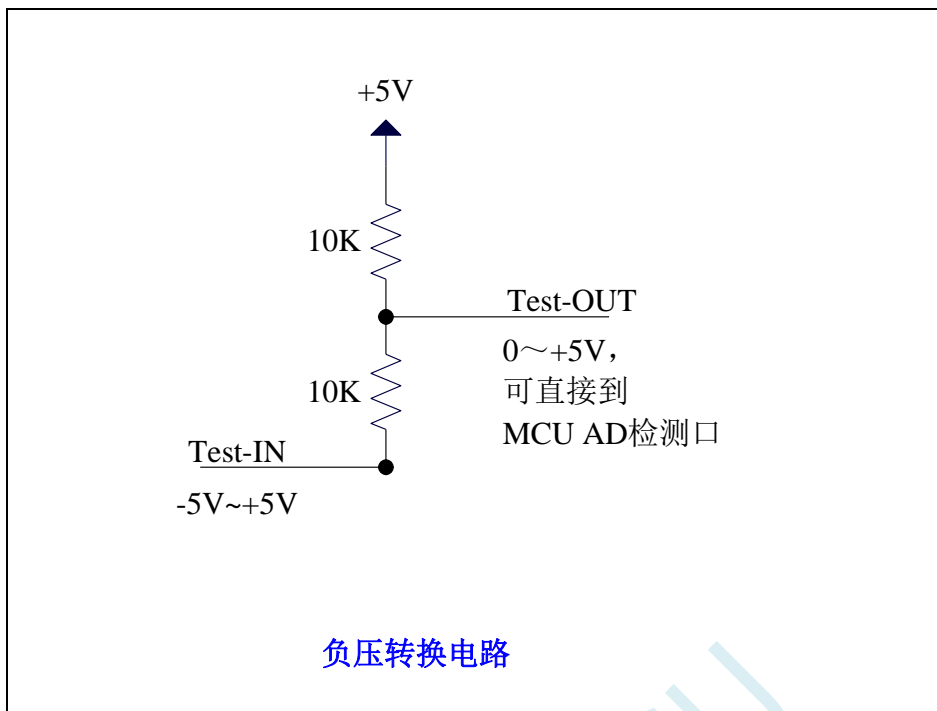 +5V
10K
Test-OUT
0～+5V，
可直接到
MCU AD检测口
10K
Test-IN
-5V~+5V
负压转换电路